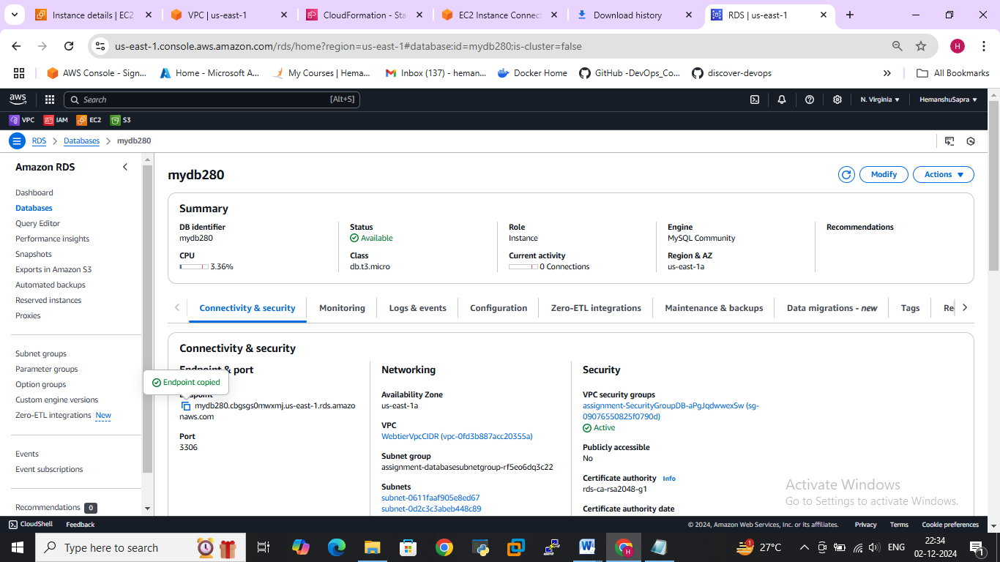 Instance details | EC2
VPC | us-east-1
CloudFormation - Sta
EC2 Instance Connect
Download history
RDS | us-east-1
us-east-1.console.aws.amazon.com/rds/home?region=us-east-1#database:id=mydb280;is-cluster=false
H
AWS Console - Sign...
Home - Microsoft A...
My Courses | Hema...
Inbox (137) - heman...
Docker Home
GitHub -DevOps_Co...
discover-devops
All Bookmarks
aws
Search
[Alt+S]
N. Virginia
HemanshuSapra
VPC
IAM
EC2
S3
RDS
Databases
mydb280
Amazon RDS
Dashboard
Databases
Query Editor
Performance insights
Snapshots
Exports in Amazon S3
Automated backups
Reserved instances
Proxies
Subnet groups
Parameter groups
Option groups
Custom engine versions
Zero-ETL integrations New
Events
Event subscriptions
Recommendations 0
mydb280
Modify
Actions
Summary
DB identifier
mydb280
Status
Available
Role
Instance
Engine
MySQL Community
Recommendations
CPU
3.36%
Class
db.t3.micro
Current activity
0 Connections
Region & AZ
us-east-1a
Connectivity & security
Monitoring
Logs & events
Configuration
Zero-ETL integrations
Maintenance & backups
Data migrations - new
Tags
Re
Connectivity & security
Endpoint & port
Endpoint copied
Endpoint
mydb280.cbgsgs0mwxmj.us-east-1.rds.amazo
naws.com
Port
3306
Networking
Availability Zone
us-east-1a
VPC
WebtierVpcCIDR (vpc-0fd3b887acc20355a)
Subnet group
assignment-databasesubnetgroup-rf5eo6dq3c22
Subnets
subnet-0611faaf905e8ed67
subnet-0d2c3c3abeb448c89
Security
VPC security groups
assignment-SecurityGroupDB-aPgJqdwwexSw (sg-
09076550825f0790d)
Active
Publicly accessible
No
Certificate authority Info
rds-ca-rsa2048-g1
Certificate authority date
Activate Windows
Go to Settings to activate Windows.
CloudShell
Feedback
© 2024, Amazon Web Services, Inc. or its affiliates.
Privacy
Terms
Cookie preferences
Type here to search
27°C
ENG
22:34
02-12-2024
1